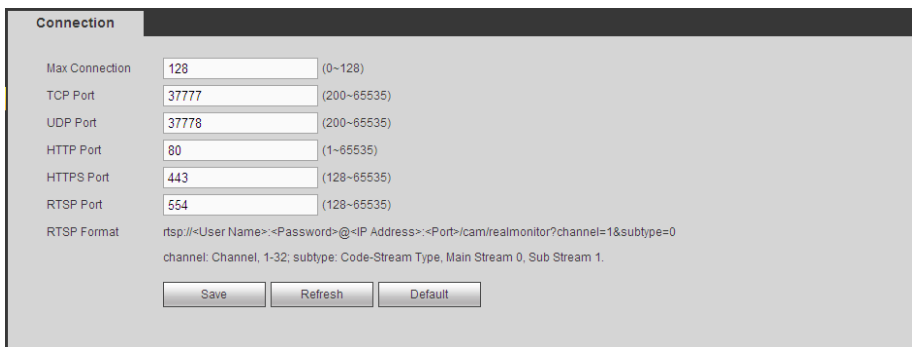 Connection
Max Connection 128 (0~128)
TCP Port 37777 (200~65535)
UDP Port 37778 (200~65535)
HTTP Port 80 (1~65535)
HTTPS Port 443 (128~65535)
RTSP Port 554 (128~65535)
RTSP Format rtsp://<User Name>:<Password>@<IP Address>:<Port>/cam/realmonitor?channel=1&subtype=0
channel: Channel, 1-32; subtype: Code-Stream Type, Main Stream 0, Sub Stream 1.
Save Refresh Default